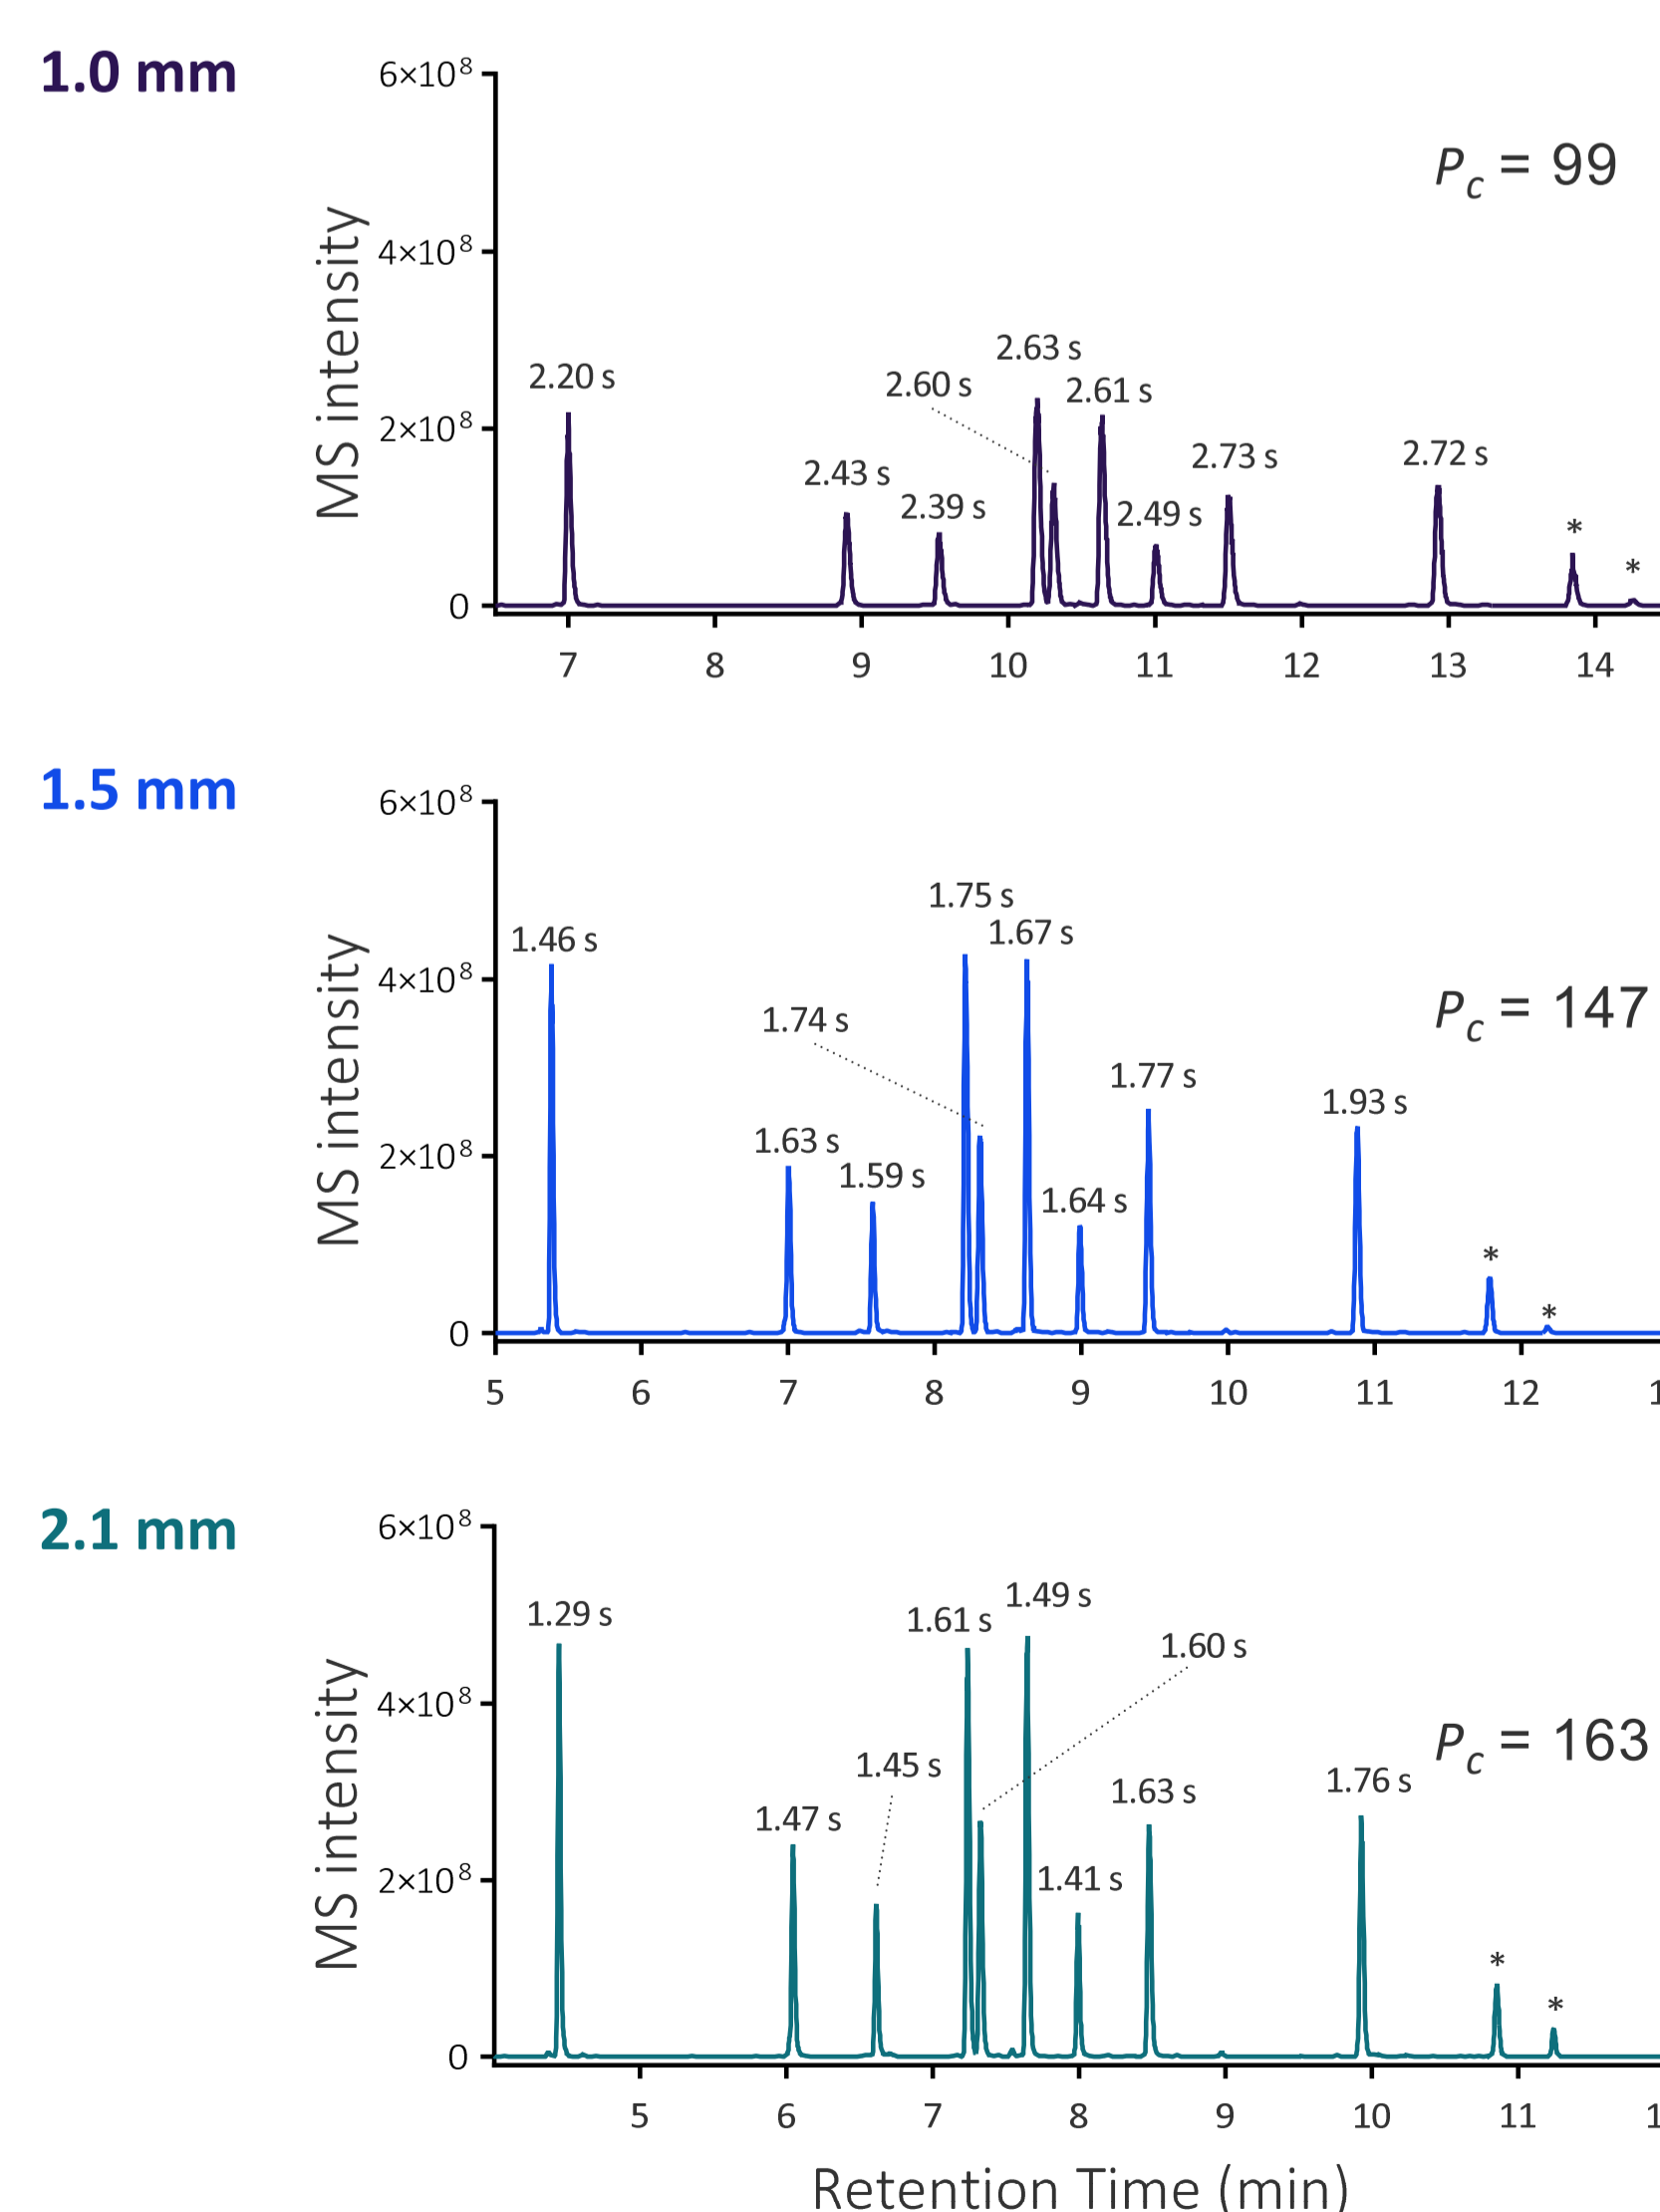 1.0 mm
6×10⁸
P꜀ = 99
4×10⁸
MS intensity
2.63 s
2.20 s
2.60 s
2.61 s
2×10⁸
2.43 s
2.73 s
2.72 s
2.39 s
2.49 s
*
*
0
7 8 9 10 11 12 13 14
1.5 mm
6×10⁸
1.75 s
1.46 s
1.67 s
4×10⁸
MS intensity
P꜀ = 147
1.74 s
1.77 s
1.93 s
2×10⁸
1.63 s
1.59 s
1.64 s
*
*
0
5 6 7 8 9 10 11 12 1
2.1 mm
6×10⁸
1.49 s
1.29 s
1.61 s
1.60 s
4×10⁸
MS intensity
P꜀ = 163
1.45 s
1.76 s
1.63 s
1.47 s
2×10⁸
1.41 s
*
*
0
5 6 7 8 9 10 11 1
Retention Time (min)